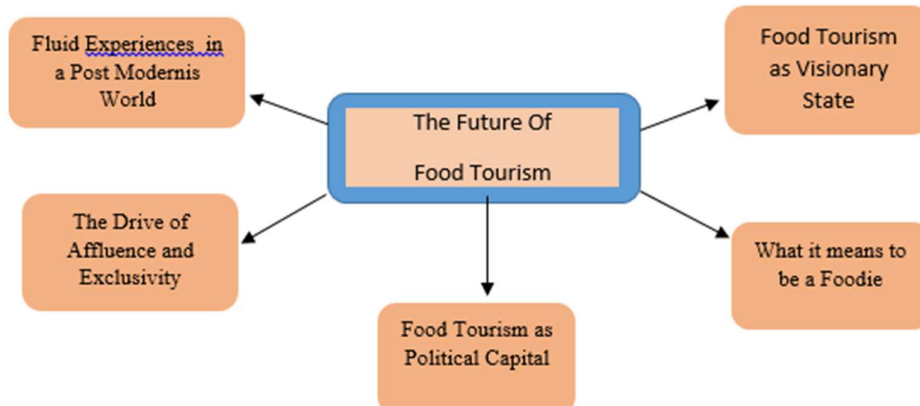 Fluid Experiences in
a Post Modernis
World
Food Tourism
as Visionary
State
The Future Of
Food Tourism
The Drive of
Affluence and
Exclusivity
What it means to
be a Foodie
Food Tourism as
Political Capital